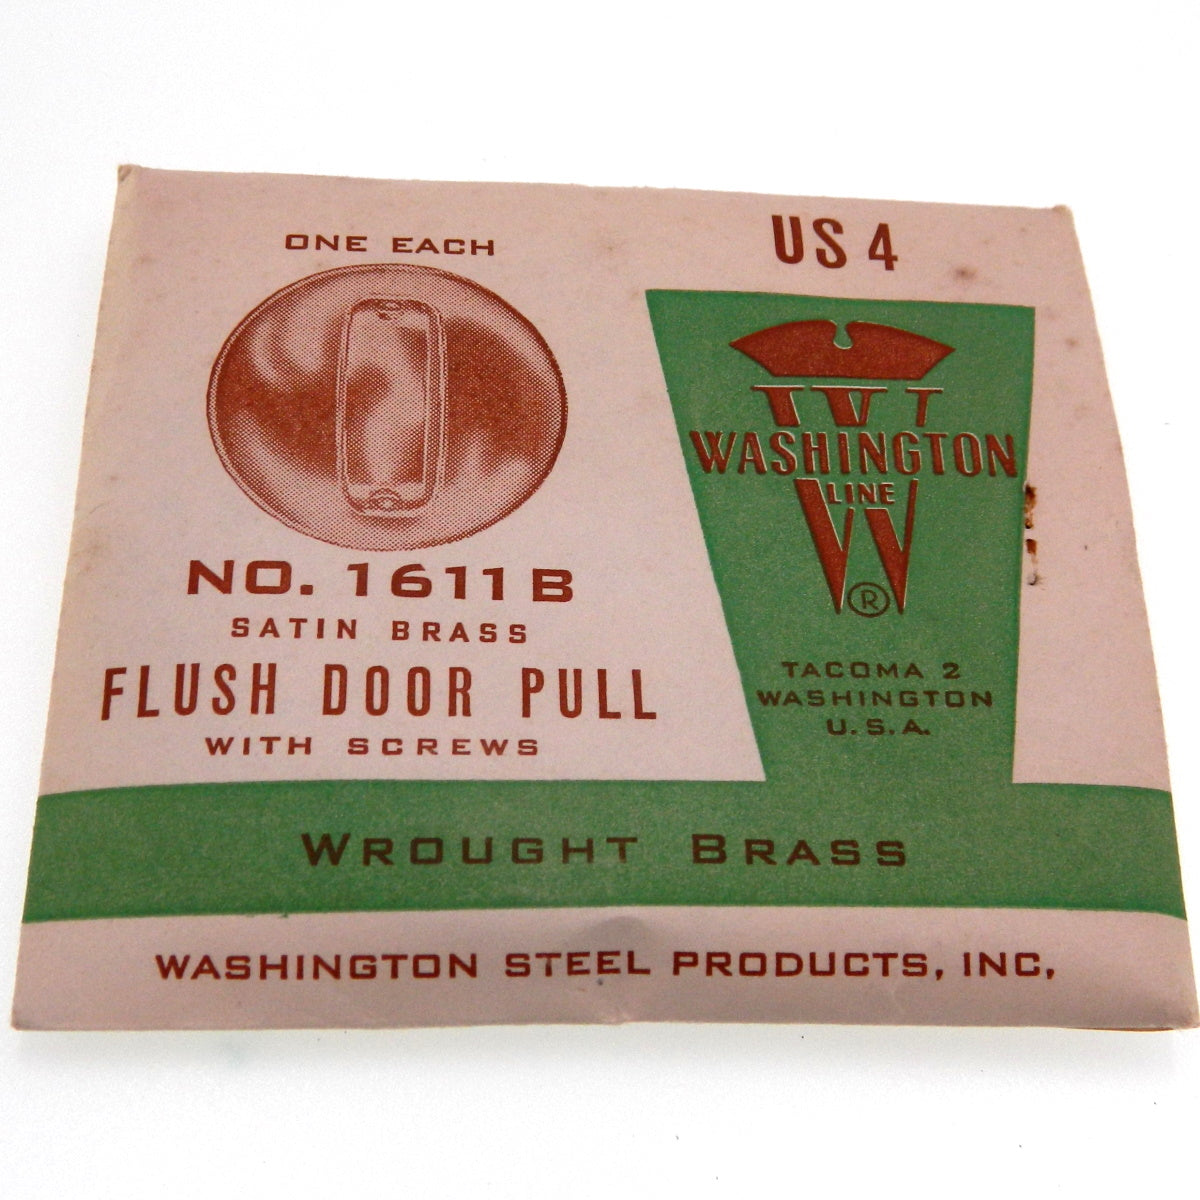 ONE EACH
NO. 1611B
SATIN BRASS
FLUSH DOOR PULL
WITH SCREWS
US 4
W
WASHINGTON
LINE
®
TACOMA 2
WASHINGTON
U.S.A.
WROUGHT BRASS
WASHINGTON STEEL PRODUCTS, INC,